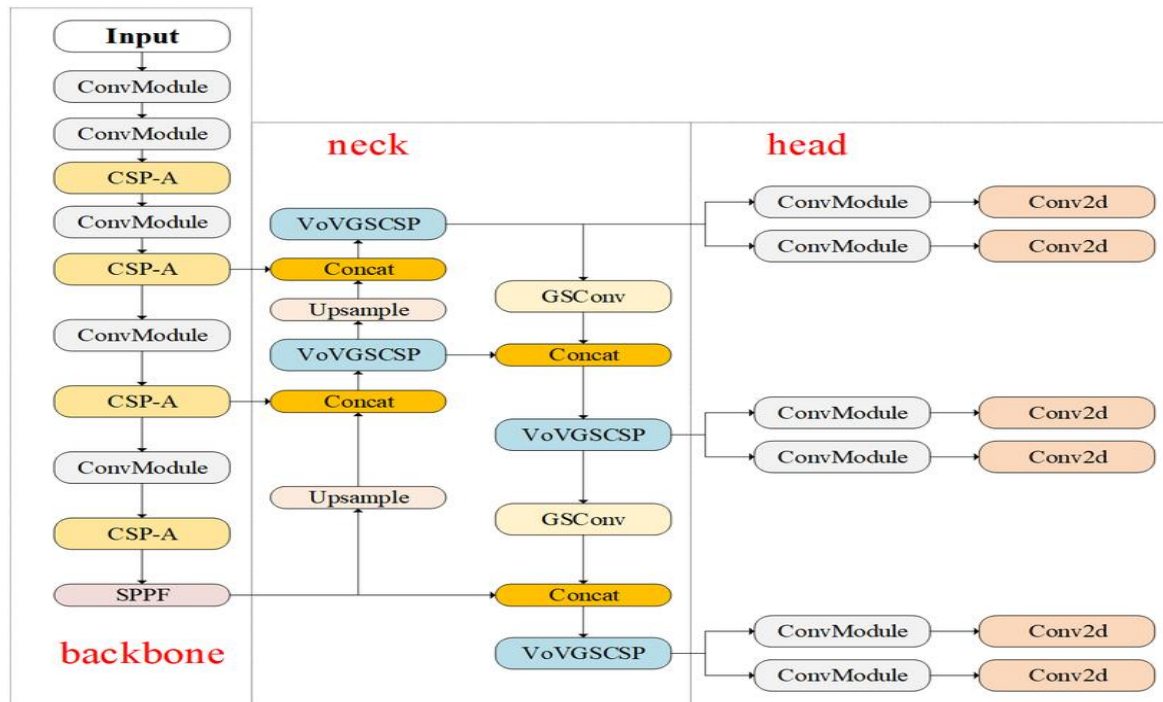 Input
ConvModule
ConvModule
CSP-A
ConvModule
CSP-A
ConvModule
CSP-A
ConvModule
CSP-A
SPPF
backbone
neck
VoVGSCSP
Concat
Upsample
VoVGSCSP
Concat
Upsample
GSConv
Concat
VoVGSCSP
GSConv
Concat
VoVGSCSP
head
ConvModule Conv2d
ConvModule Conv2d
ConvModule Conv2d
ConvModule Conv2d
ConvModule Conv2d
ConvModule Conv2d